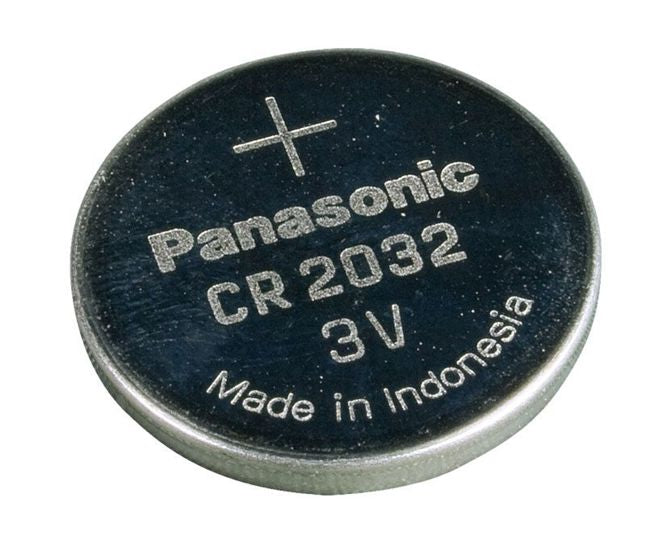 +
Panasonic
CR 2032
3V
Made in Indonesia